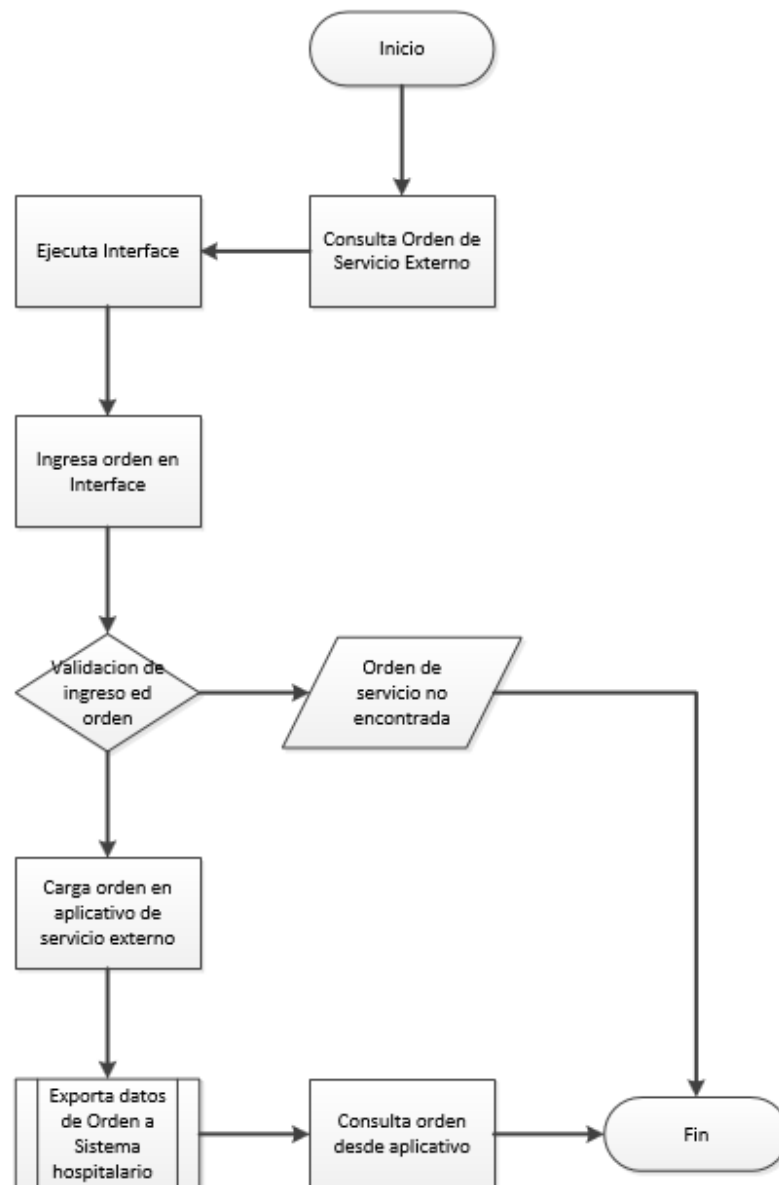 Inicio
Consulta Orden de
Servicio Externo
Ejecuta Interface
Ingresa orden en
Interface
Validacion de
ingreso ed
orden
Orden de
servicio no
encontrada
Carga orden en
aplicativo de
servicio externo
Exporta datos
de Orden a
Sistema
hospitalario
Consulta orden
desde aplicativo
Fin